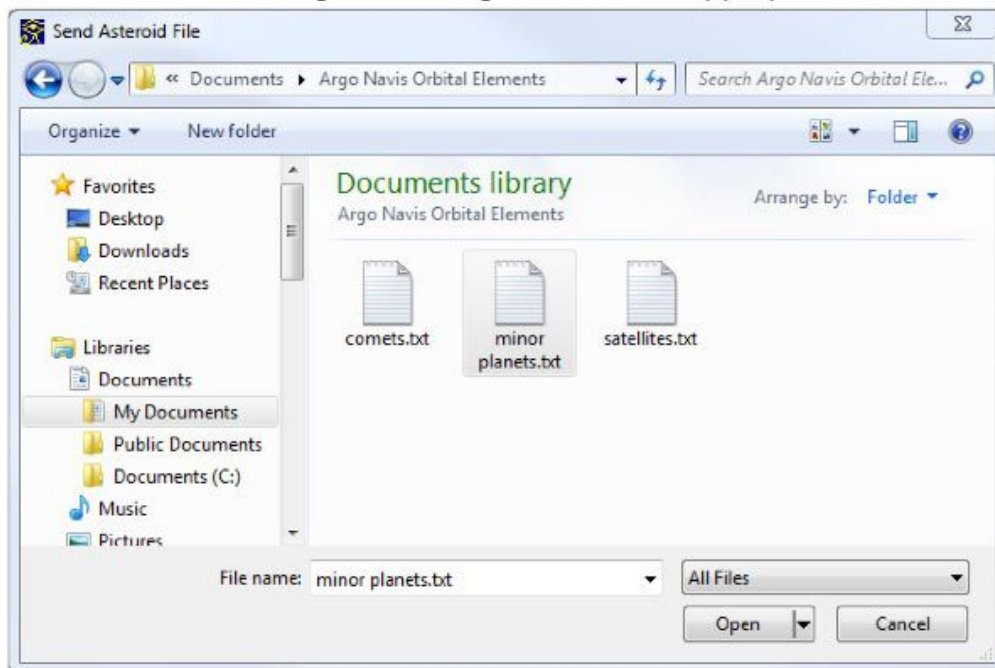 Send Asteroid File
« Documents ▸ Argo Navis Orbital Elements
Search Argo Navis Orbital Ele...
Organize
New folder
Favorites
Desktop
Downloads
Recent Places
Libraries
Documents
My Documents
Public Documents
Documents (C:)
Music
Pictures
Documents library
Argo Navis Orbital Elements
Arrange by: Folder
comets.txt
minor
planets.txt
satellites.txt
File name: minor planets.txt
All Files
Open
Cancel